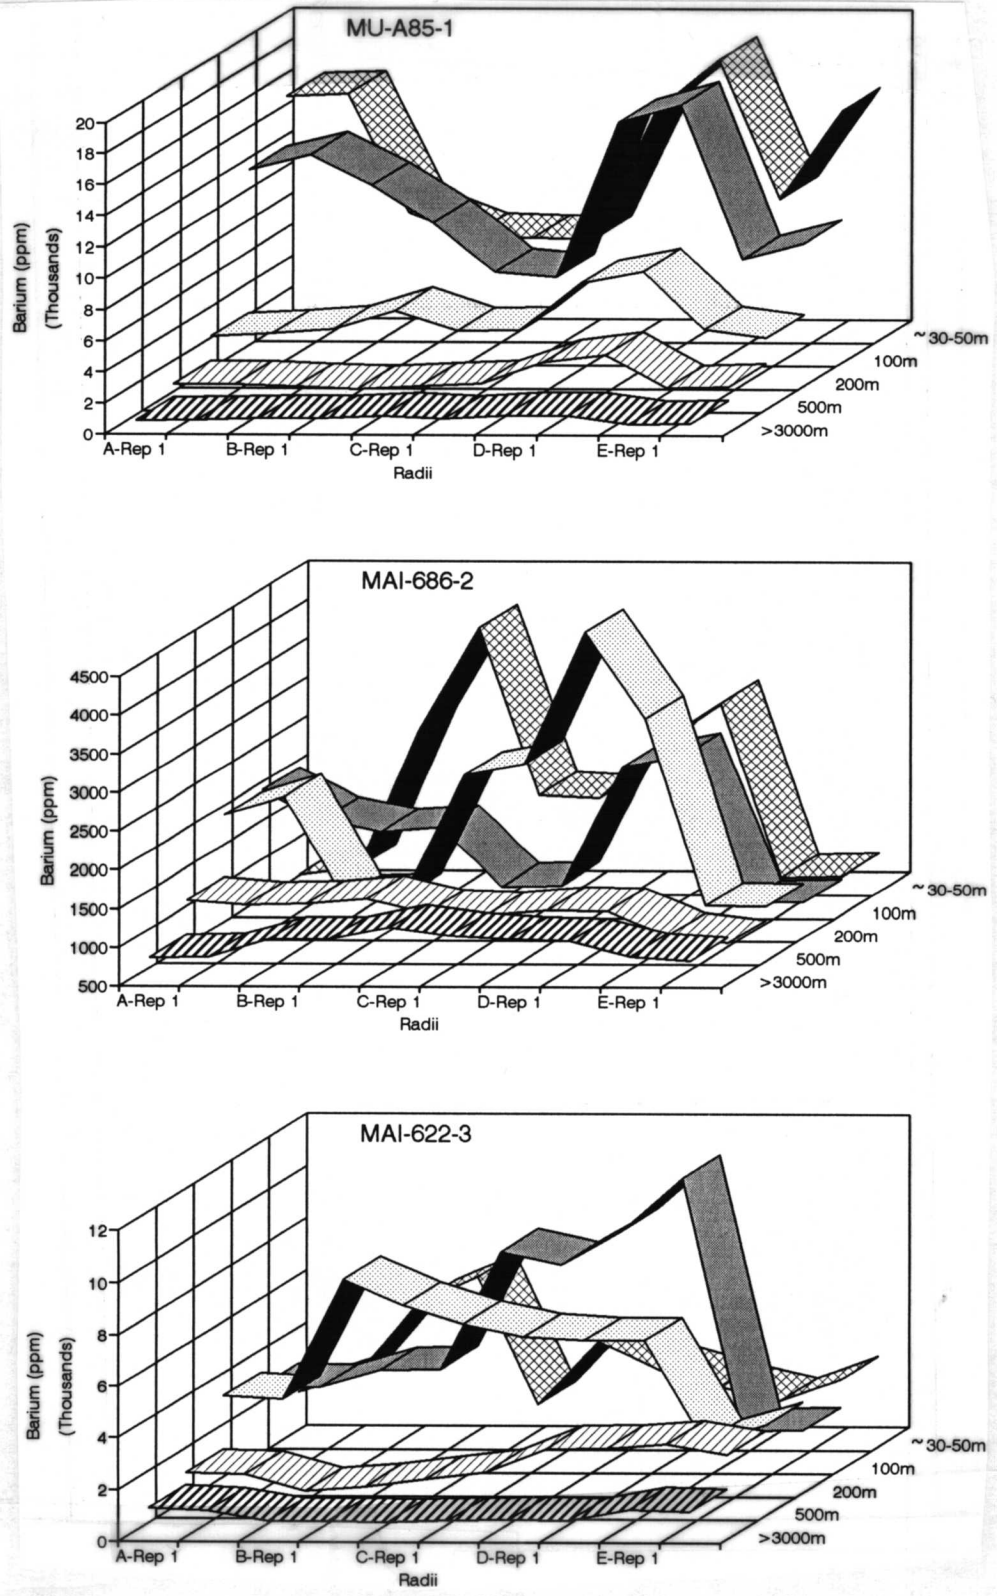 MU-A85-1
20
18
16
14
12
10
8
6
4
2
0
Barium (ppm)
(Thousands)
A-Rep 1
B-Rep 1
C-Rep 1
D-Rep 1
E-Rep 1
Radii
~30-50m
100m
200m
500m
>3000m
MAI-686-2
4500
4000
3500
3000
2500
2000
1500
1000
500
Barium (ppm)
A-Rep 1
B-Rep 1
C-Rep 1
D-Rep 1
E-Rep 1
Radii
~30-50m
100m
200m
500m
>3000m
MAI-622-3
12
10
8
6
4
2
0
Barium (ppm)
(Thousands)
A-Rep 1
B-Rep 1
C-Rep 1
D-Rep 1
E-Rep 1
Radii
~30-50m
100m
200m
500m
>3000m